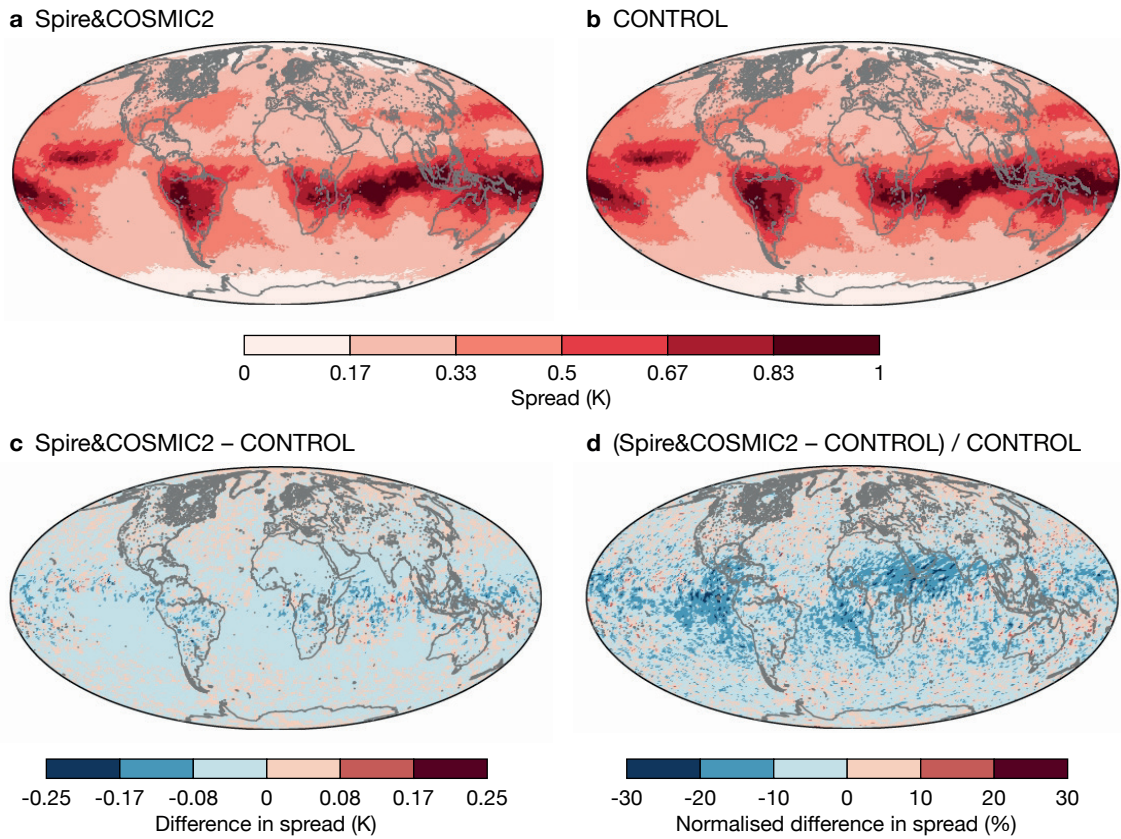 a Spire&COSMIC2
b CONTROL
0 0.17 0.33 0.5 0.67 0.83 1
Spread (K)
c Spire&COSMIC2 – CONTROL
d (Spire&COSMIC2 – CONTROL) / CONTROL
-0.25 -0.17 -0.08 0 0.08 0.17 0.25
Difference in spread (K)
-30 -20 -10 0 10 20 30
Normalised difference in spread (%)